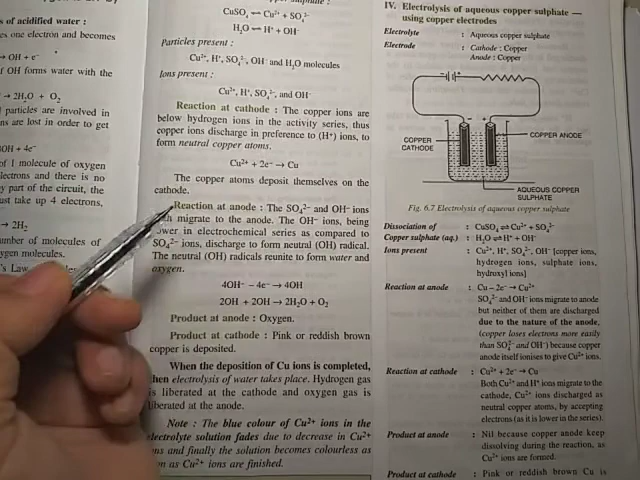 s of acidified water :
es one electron and becomes
→ OH + e⁻
f OH forms water with the
→ 2H₂O + O₂
particles are involved in
ns are lost in order to get
4OH + 4e⁻
of 1 molecule of oxygen
lectrons and there is no
y part of the circuit, the
ust take up 4 electrons,
→ 2H₂
number of molecules of
ygen molecules.
's Law
CuSO₄ ⇌ Cu²⁺ + SO₄²⁻
H₂O ⇌ H⁺ + OH⁻
Particles present :
Cu²⁺, H⁺, SO₄²⁻, OH⁻ and H₂O molecules
Ions present :
Cu²⁺, H⁺, SO₄²⁻, and OH⁻
Reaction at cathode : The copper ions are
below hydrogen ions in the activity series, thus
copper ions discharge in preference to (H⁺) ions, to
form neutral copper atoms.
Cu²⁺ + 2e⁻ → Cu
The copper atoms deposit themselves on the
cathode.
Reaction at anode : The SO₄²⁻ and OH⁻ ions
migrate to the anode. The OH⁻ ions, being
wer in electrochemical series as compared to
SO₄²⁻ ions, discharge to form neutral (OH) radical.
The neutral (OH) radicals reunite to form water and
oxygen.
4OH⁻ − 4e⁻ → 4OH
2OH + 2OH → 2H₂O + O₂
Product at anode : Oxygen.
Product at cathode : Pink or reddish brown
copper is deposited.
When the deposition of Cu ions is completed,
hen electrolysis of water takes place. Hydrogen gas
is liberated at the cathode and oxygen gas is
liberated at the anode.
Note : The blue colour of Cu²⁺ ions in the
electrolyte solution fades due to decrease in Cu²⁺
ns and finally the solution becomes colourless as
n as Cu²⁺ ions are finished.
IV. Electrolysis of aqueous copper sulphate —
using copper electrodes
Electrolyte : Aqueous copper sulphate
Electrode : Cathode : Copper
Anode : Copper
COPPER CATHODE
COPPER ANODE
AQUEOUS COPPER SULPHATE
Fig. 6.7 Electrolysis of aqueous copper sulphate
Dissociation of : CuSO₄ ⇌ Cu²⁺ + SO₄²⁻
Copper sulphate (aq.) : H₂O ⇌ H⁺ + OH⁻
Ions present : Cu²⁺, H⁺, SO₄²⁻, OH⁻ [copper ions,
hydrogen ions, sulphate ions,
hydroxyl ions]
Reaction at anode : Cu − 2e⁻ → Cu²⁺
SO₄²⁻ and OH⁻ ions migrate to anode
but neither of them are discharged
due to the nature of the anode,
(copper loses electrons more easily
than SO₄²⁻ and OH⁻) because copper
anode itself ionises to give Cu²⁺ ions.
Reaction at cathode : Cu²⁺ + 2e⁻ → Cu
Both Cu²⁺ and H⁺ ions migrate to the
cathode, Cu²⁺ ions discharged as
neutral copper atoms, by accepting
electrons (as it is lower in the series).
Product at anode : Nil because anode keep
dissolving during the reaction, as
Cu²⁺ ions are formed.
Product at cathode : Pink or reddish brown Cu is